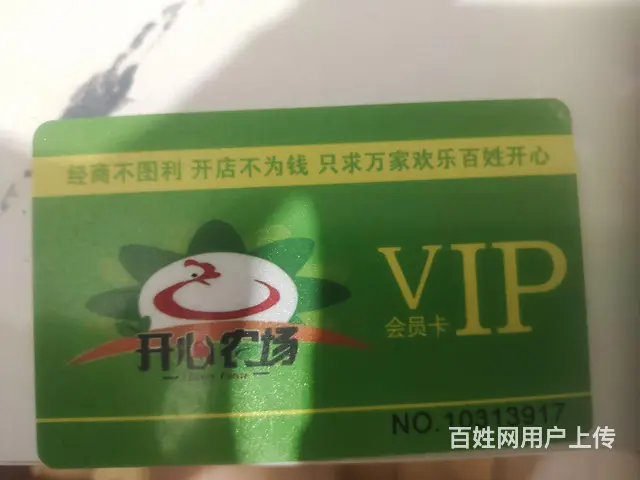 经商不图利 开店不为钱 只求万家欢乐百姓开心
VIP
会员卡
开心农场
NO.10313917
百姓网用户上传